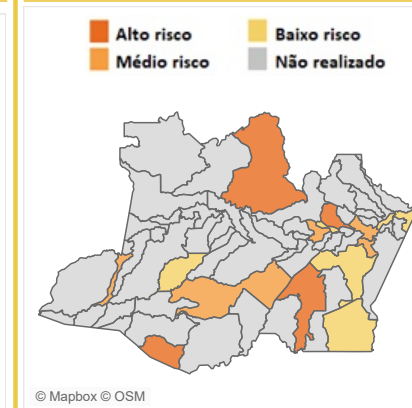 Alto risco
Baixo risco
Médio risco
Não realizado
© Mapbox © OSM